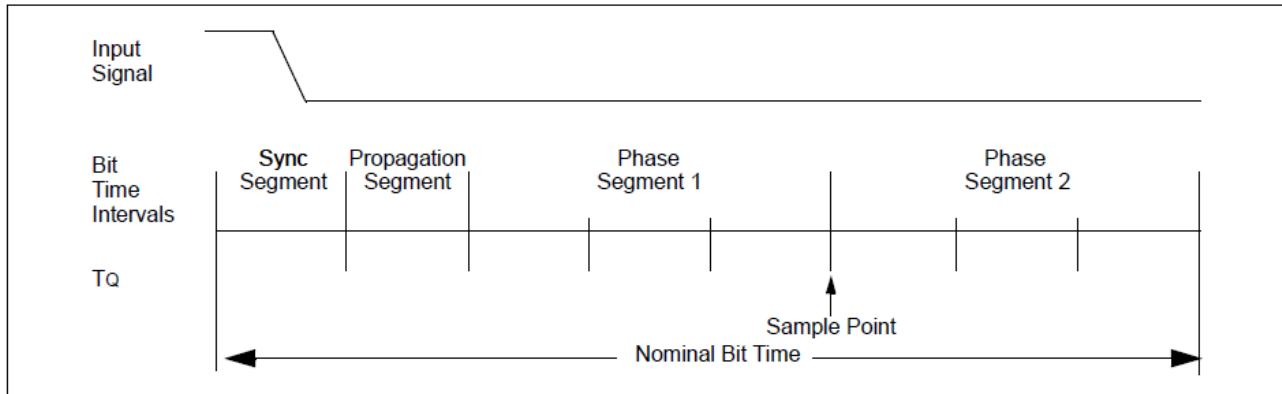 Input
Signal
Bit
Time
Intervals
Sync
Segment
Propagation
Segment
Phase
Segment 1
Phase
Segment 2
TQ
Sample Point
Nominal Bit Time